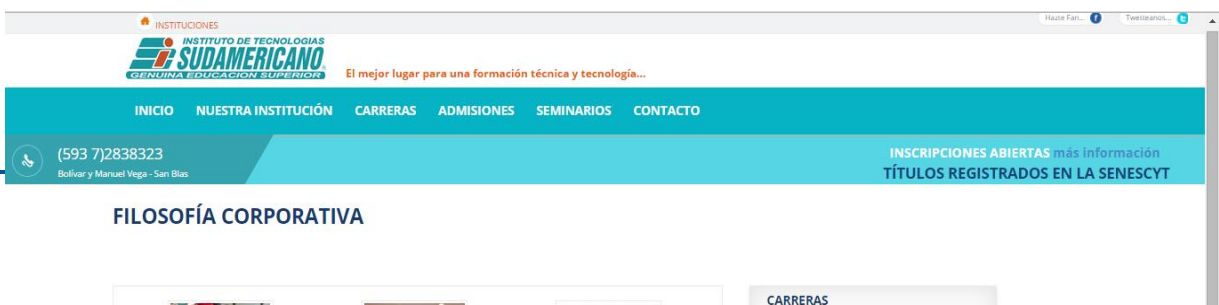 INSTITUCIONES
Hazte Fan...
Tweiteanos...
INSTITUTO DE TECNOLOGIAS
SUDAMERICANO
GENUINA EDUCACION SUPERIOR
El mejor lugar para una formación técnica y tecnología...
INICIO NUESTRA INSTITUCIÓN CARRERAS ADMISIONES SEMINARIOS CONTACTO
(593 7)2838323
Bolívar y Manuel Vega - San Blas
INSCRIPCIONES ABIERTAS más información
TÍTULOS REGISTRADOS EN LA SENESCYT
FILOSOFÍA CORPORATIVA
CARRERAS